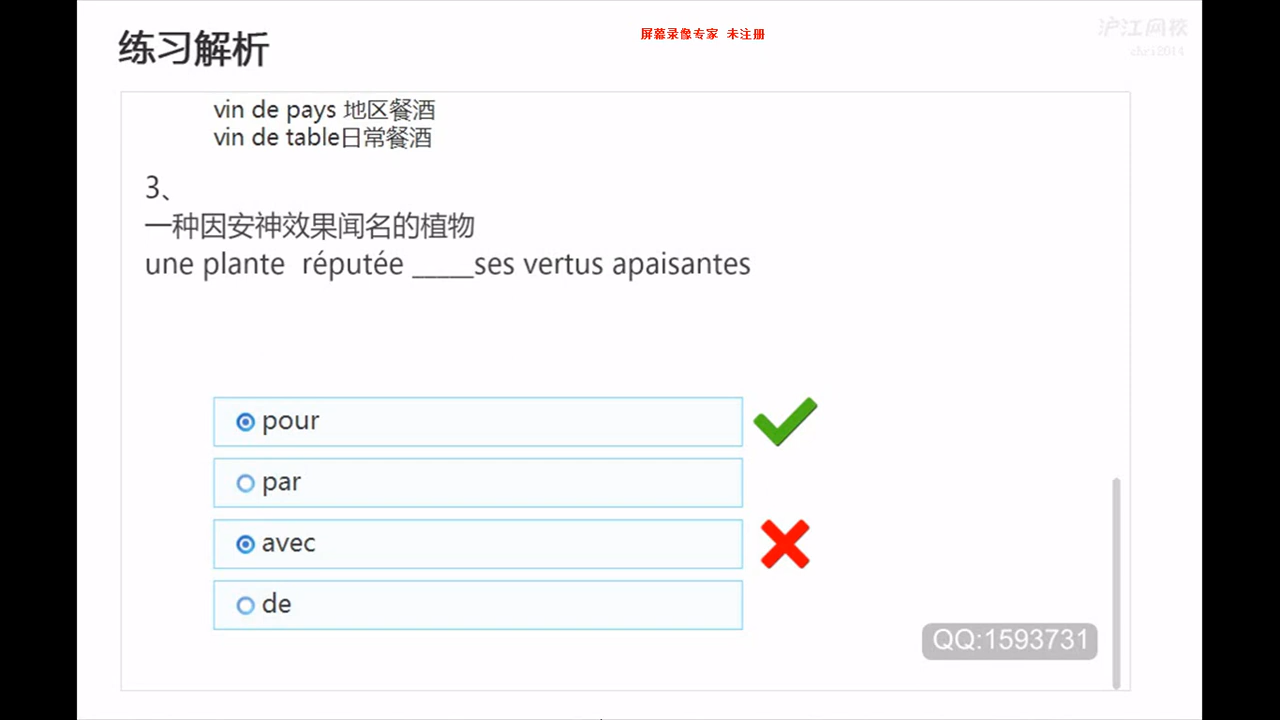 屏幕录像专家 未注册
沪江网校
chri2014
练习解析
vin de pays 地区餐酒
vin de table日常餐酒
3、
一种因安神效果闻名的植物
une plante réputée _____ses vertus apaisantes
pour
par
avec
de
QQ:1593731